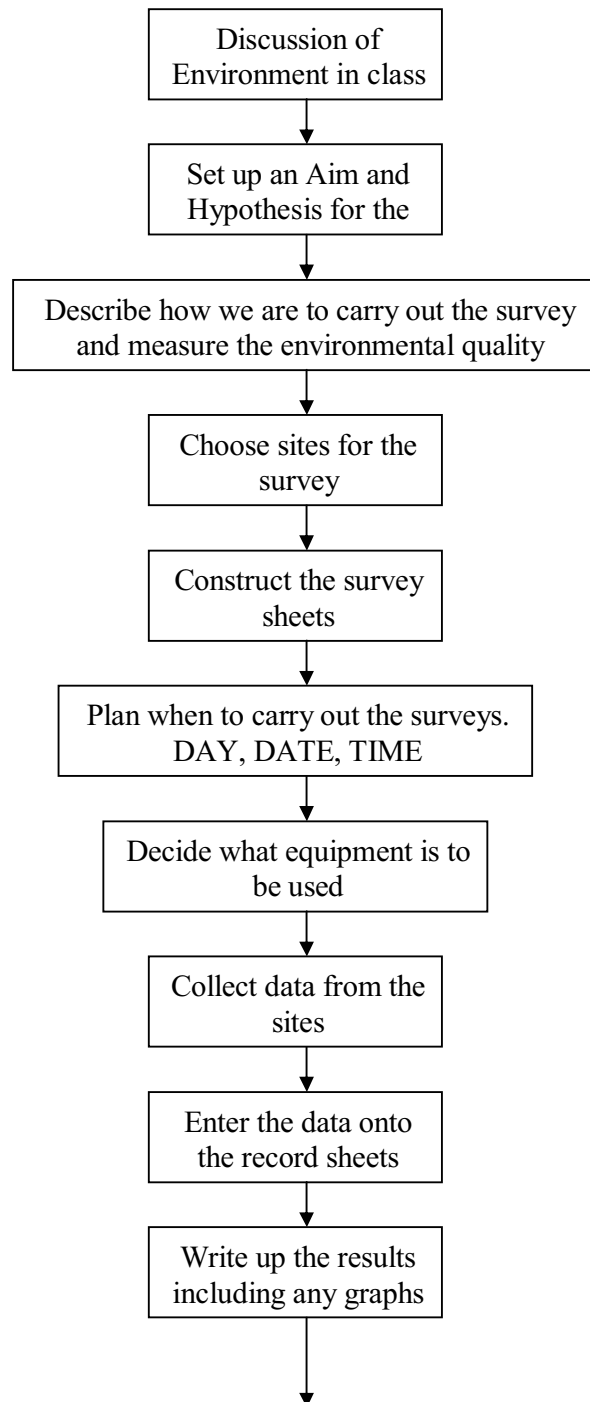 Discussion of
Environment in class
Set up an Aim and
Hypothesis for the
Describe how we are to carry out the survey
and measure the environmental quality
Choose sites for the
survey
Construct the survey
sheets
Plan when to carry out the surveys.
DAY, DATE, TIME
Decide what equipment is to
be used
Collect data from the
sites
Enter the data onto
the record sheets
Write up the results
including any graphs